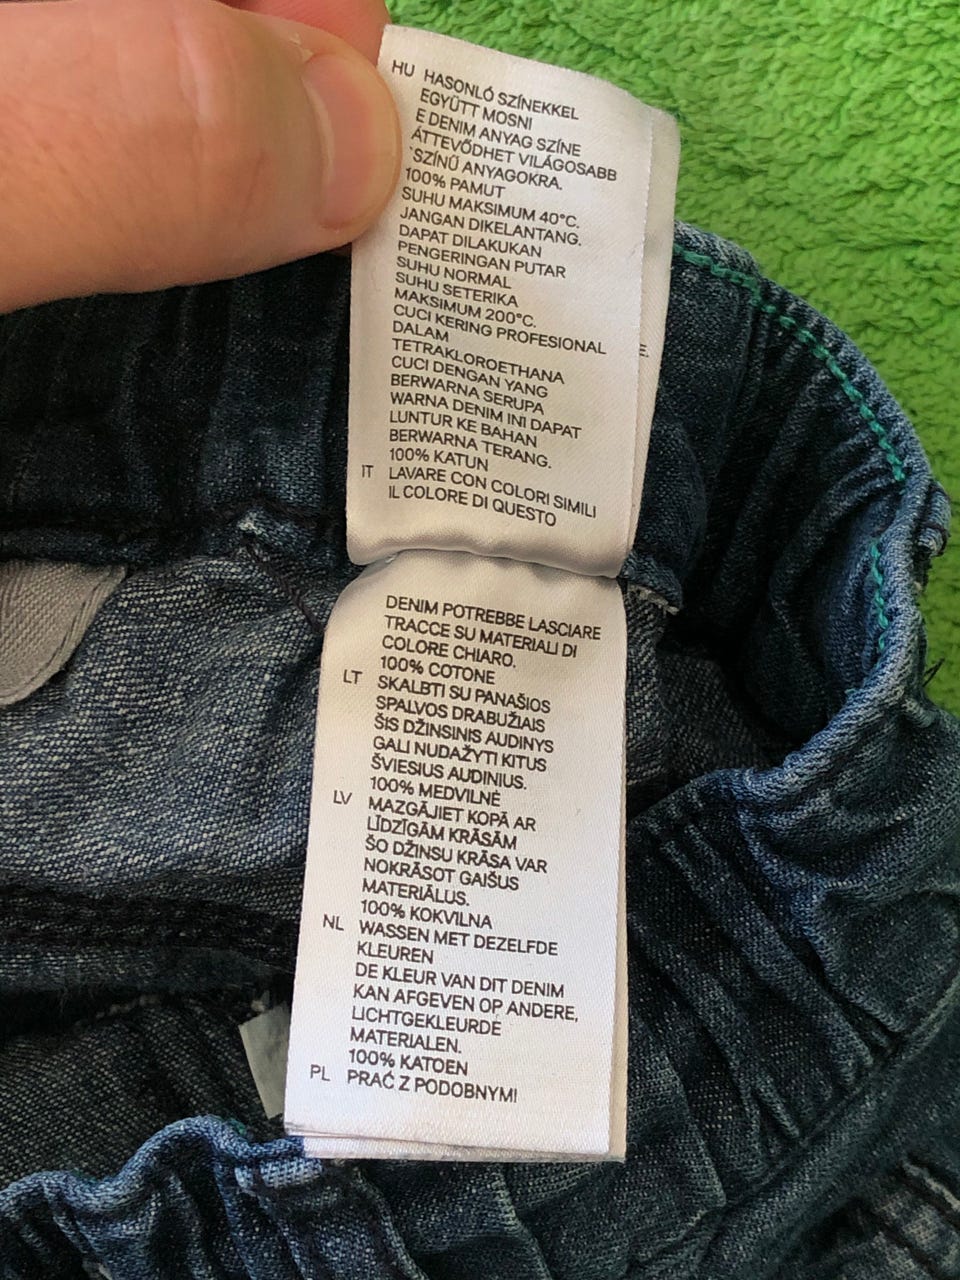 HU HASONLÓ SZÍNEKKEL
EGYÜTT MOSNI
E DENIM ANYAG SZÍNE
ÁTTEVŐDHET VILÁGOSABB
SZÍNŰ ANYAGOKRA.
100% PAMUT
SUHU MAKSIMUM 40°C.
JANGAN DIKELANTANG.
DAPAT DILAKUKAN
PENGERINGAN PUTAR
SUHU NORMAL
SUHU SETERIKA
MAKSIMUM 200°C.
CUCI KERING PROFESIONAL
DALAM
TETRAKLOROETHANA
CUCI DENGAN YANG
BERWARNA SERUPA
WARNA DENIM INI DAPAT
LUNTUR KE BAHAN
BERWARNA TERANG.
100% KATUN
IT LAVARE CON COLORI SIMILI
IL COLORE DI QUESTO
DENIM POTREBBE LASCIARE
TRACCE SU MATERIALI DI
COLORE CHIARO.
100% COTONE
LT SKALBTI SU PANAŠIOS
SPALVOS DRABUŽIAIS
ŠIS DŽINSINIS AUDINYS
GALI NUDAŽYTI KITUS
ŠVIESIUS AUDINIUS.
100% MEDVILNĖ
LV MAZGĀJIET KOPĀ AR
LĪDZĪGĀM KRĀSĀM
ŠO DŽINSU KRĀSA VAR
NOKRĀSOT GAIŠUS
MATERIĀLUS.
100% KOKVILNA
NL WASSEN MET DEZELFDE
KLEUREN
DE KLEUR VAN DIT DENIM
KAN AFGEVEN OP ANDERE,
LICHTGEKLEURDE
MATERIALEN.
100% KATOEN
PL PRAĆ Z PODOBNYMI